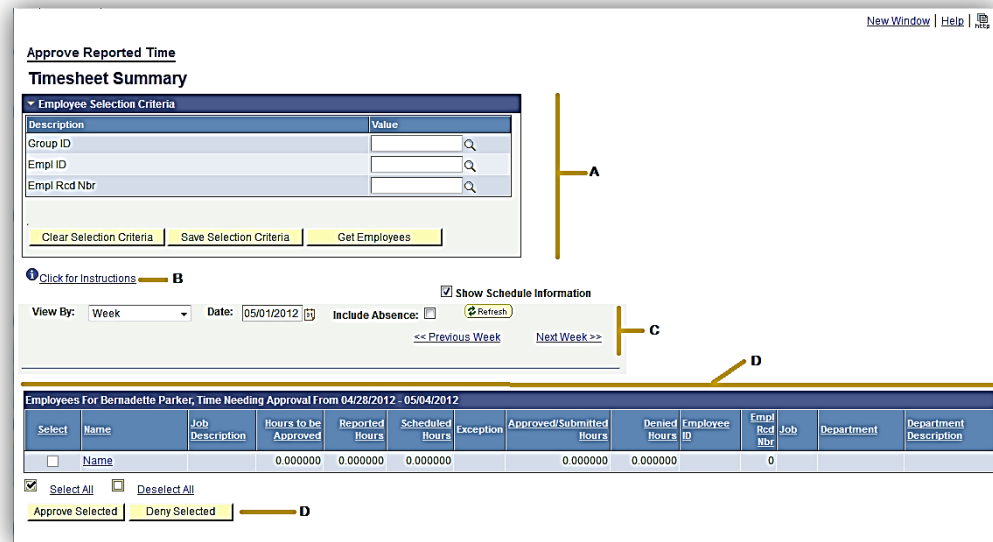 New Window | Help | http
Approve Reported Time
Timesheet Summary
Employee Selection Criteria
Description Value
Group ID
Empl ID
Empl Rcd Nbr
A
Clear Selection Criteria Save Selection Criteria Get Employees
Click for Instructions B
Show Schedule Information
View By: Week Date: 05/01/2012 31 Include Absence: Refresh
<< Previous Week Next Week >>
C
D
Employees For Bernadette Parker, Time Needing Approval From 04/28/2012 - 05/04/2012
Select Name Job Description Hours to be Approved Reported Hours Scheduled Hours Exception Approved/Submitted Hours Denied Hours Employee ID Empl Rcd Nbr Job Department Department Description
Name 0.000000 0.000000 0.000000 0.000000 0.000000 0
Select All Deselect All
Approve Selected Deny Selected D